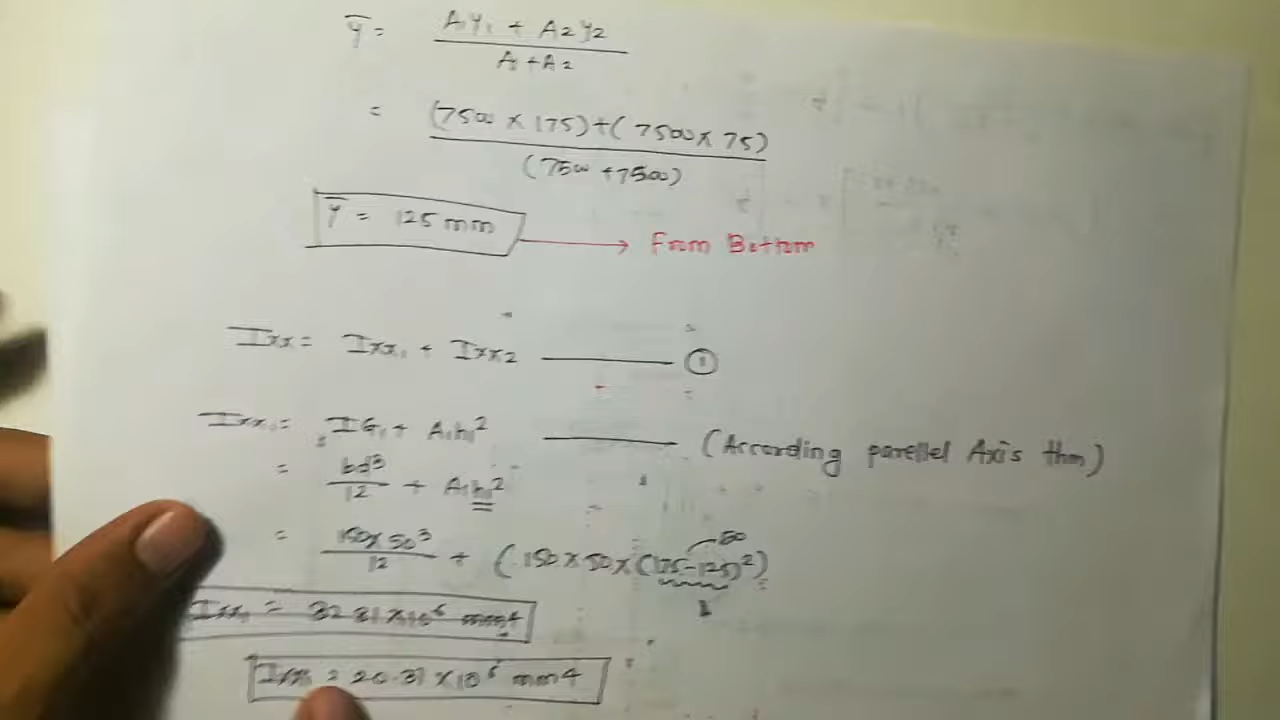 ȳ = A₁Y₁ + A₂Y₂ / A₁ + A₂
= (7500 × 175) + (7500 × 75) / (7500 + 7500)
ȳ = 125 mm → From Bottom
Ixx = Ixx₁ + Ixx₂ ——— ①
Ixx₁ = IG₁ + A₁h₁² ——— (According parellel Axis thm)
= bd³/12 + A₁h₁²
= 150 × 50³ / 12 + (150 × 50 × (175 - 125)²) 50
Ixx₁ = 32.81 × 10⁶ mm4
Ixx₁ = 20.31 × 10⁶ mm4